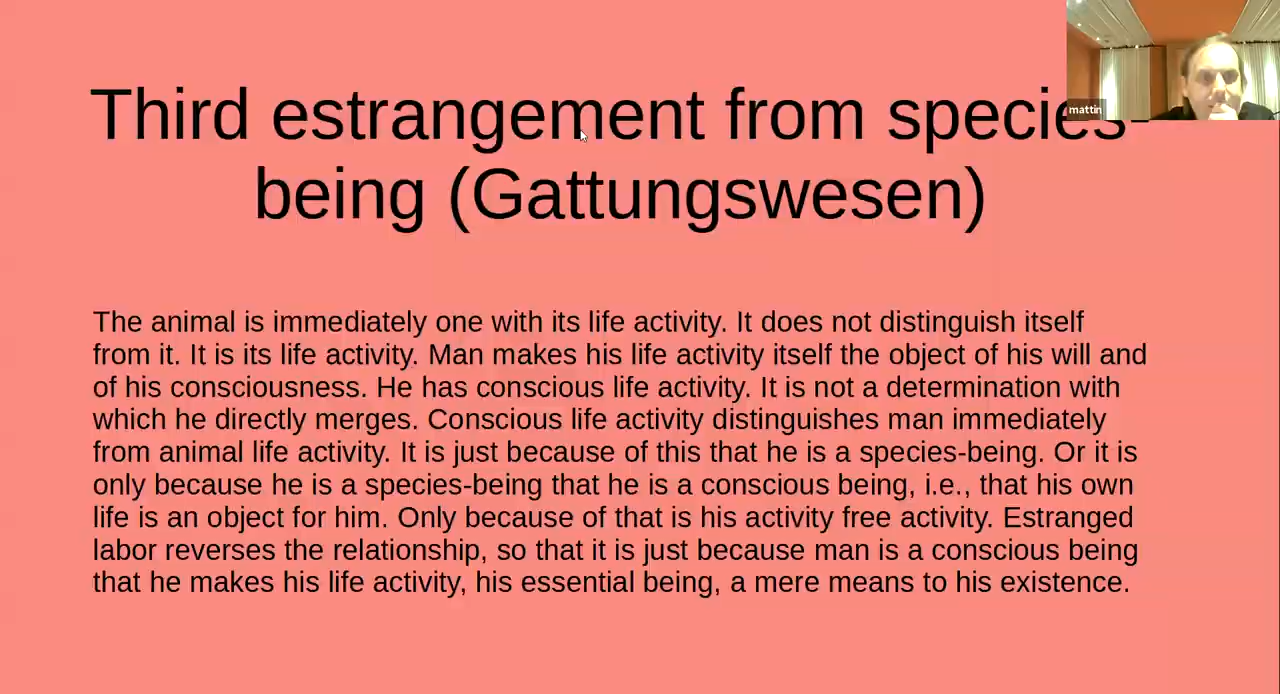 Third estrangement from species-
being (Gattungswesen)
mattin
The animal is immediately one with its life activity. It does not distinguish itself
from it. It is its life activity. Man makes his life activity itself the object of his will and
of his consciousness. He has conscious life activity. It is not a determination with
which he directly merges. Conscious life activity distinguishes man immediately
from animal life activity. It is just because of this that he is a species-being. Or it is
only because he is a species-being that he is a conscious being, i.e., that his own
life is an object for him. Only because of that is his activity free activity. Estranged
labor reverses the relationship, so that it is just because man is a conscious being
that he makes his life activity, his essential being, a mere means to his existence.